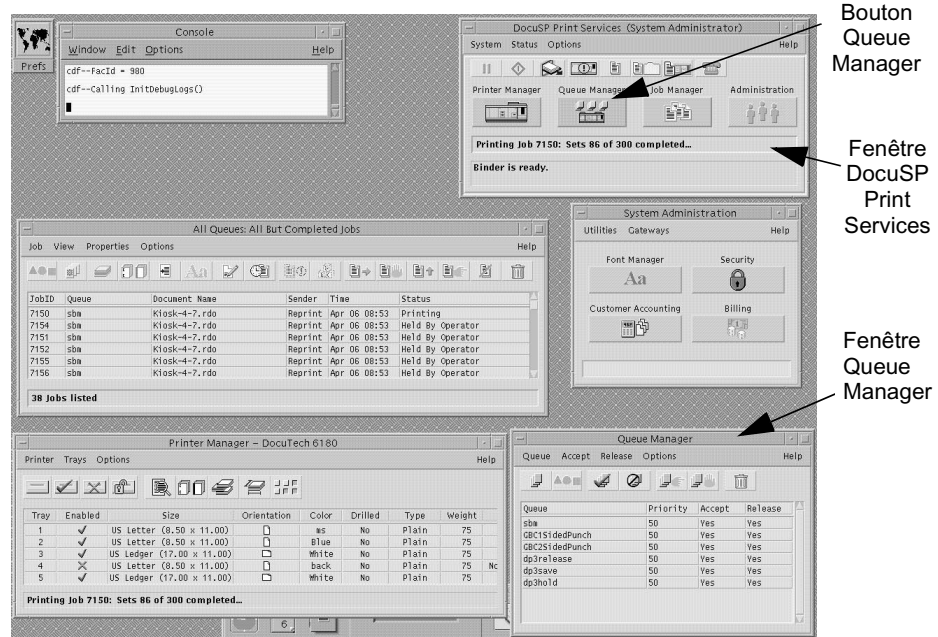 Bouton
Queue
Manager
Prefs
Console
Window Edit Options Help
cdf--FacId = 980
cdf--Calling InitDebugLogs()
DocuSP Print Services (System Administrator)
System Status Options Help
Printer Manager Queue Manager Job Manager Administration
Printing Job 7150: Sets 86 of 300 completed...
Binder is ready.
Fenêtre
DocuSP
Print
Services
All Queues: All But Completed Jobs
Job View Properties Options Help
Aa
JobID Queue Document Name Sender Time Status
7150 sbm Kiosk-4-7.rdo Reprint Apr 06 08:53 Printing
7154 sbm Kiosk-4-7.rdo Reprint Apr 06 08:53 Held By Operator
7151 sbm Kiosk-4-7.rdo Reprint Apr 06 08:53 Held By Operator
7152 sbm Kiosk-4-7.rdo Reprint Apr 06 08:53 Held By Operator
7155 sbm Kiosk-4-7.rdo Reprint Apr 06 08:53 Held By Operator
7156 sbm Kiosk-4-7.rdo Reprint Apr 06 08:53 Held By Operator
38 Jobs listed
System Administration
Utilities Gateways Help
Font Manager Security
Aa
Customer Accounting Billing
Fenêtre
Queue
Manager
Printer Manager – DocuTech 6180
Printer Trays Options Help
Tray Enabled Size Orientation Color Drilled Type Weight
1 US Letter (8.50 x 11.00) ms No Plain 75
2 US Letter (8.50 x 11.00) Blue No Plain 75
3 US Ledger (17.00 x 11.00) White No Plain 75
4 US Letter (8.50 x 11.00) back No Plain 75 Nc
5 US Ledger (17.00 x 11.00) White No Plain 75
Printing Job 7150: Sets 86 of 300 completed...
Queue Manager
Queue Accept Release Options Help
Queue Priority Accept Release
sbm 50 Yes Yes
GBC1SidedPunch 50 Yes Yes
GBC2SidedPunch 50 Yes Yes
dp3release 50 Yes Yes
dp3save 50 Yes Yes
dp3hold 50 Yes Yes
6